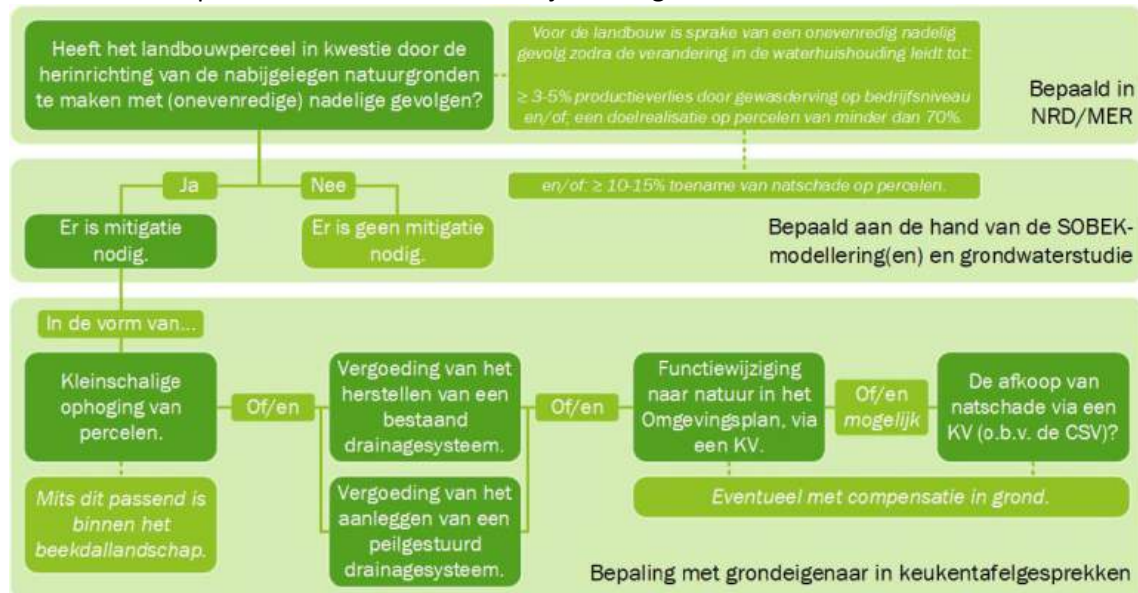 Heeft het landbouwperceel in kwestie door de
herinrichting van de nabijgelegen natuurgronden
te maken met (onevenredige) nadelige gevolgen?
Voor de landbouw is sprake van een onevenredig nadelig
gevolg zodra de verandering in de waterhuishouding leidt tot:
≥ 3-5% productieverlies door gewasderving op bedrijfsniveau
en/of; een doelrealisatie op percelen van minder dan 70%.
Bepaald in
NRD/MER
Ja
Nee
en/of: ≥ 10-15% toename van natschade op percelen.
Er is mitigatie
nodig.
Er is geen mitigatie
nodig.
Bepaald aan de hand van de SOBEK-
modellering(en) en grondwaterstudie
In de vorm van...
Kleinschalige
ophoging van
percelen.
Of/en
Vergoeding van het
herstellen van een
bestaand
drainagesysteem.
Of/en
Functiewijziging
naar natuur in het
Omgevingsplan, via
een KV.
Of/en
mogelijk
De afkoop van
natschade via een
KV (o.b.v. de CSV)?
Mits dit passend is
binnen het
beekdallandschap.
Vergoeding van het
aanleggen van een
peilgestuurd
drainagesysteem.
Eventueel met compensatie in grond.
Bepaling met grondeigenaar in keukentafelgesprekken